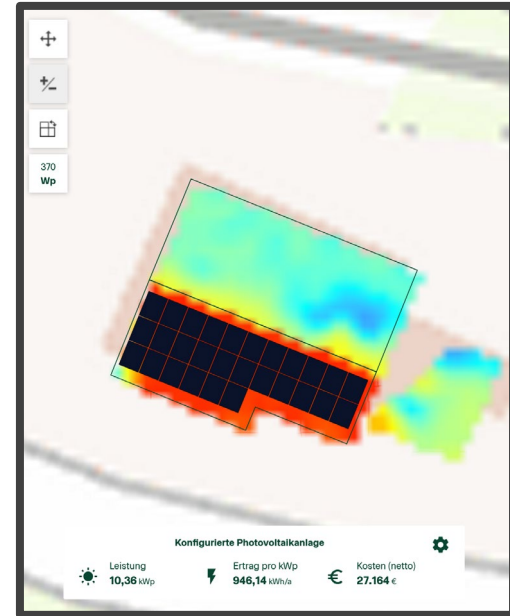 370
Wp
Konfigurierte Photovoltaikanlage
Leistung
10,36 kWp
Ertrag pro kWp
946,14 kWh/a
Kosten (netto)
27.164 €